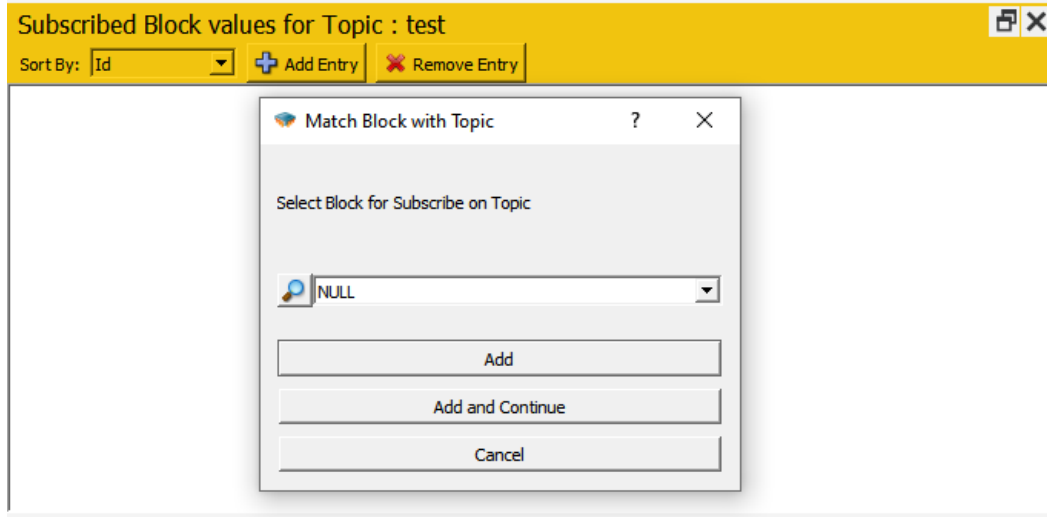 Subscribed Block values for Topic : test
Sort By: Id Add Entry Remove Entry
Match Block with Topic ?
Select Block for Subscribe on Topic
NULL
Add
Add and Continue
Cancel